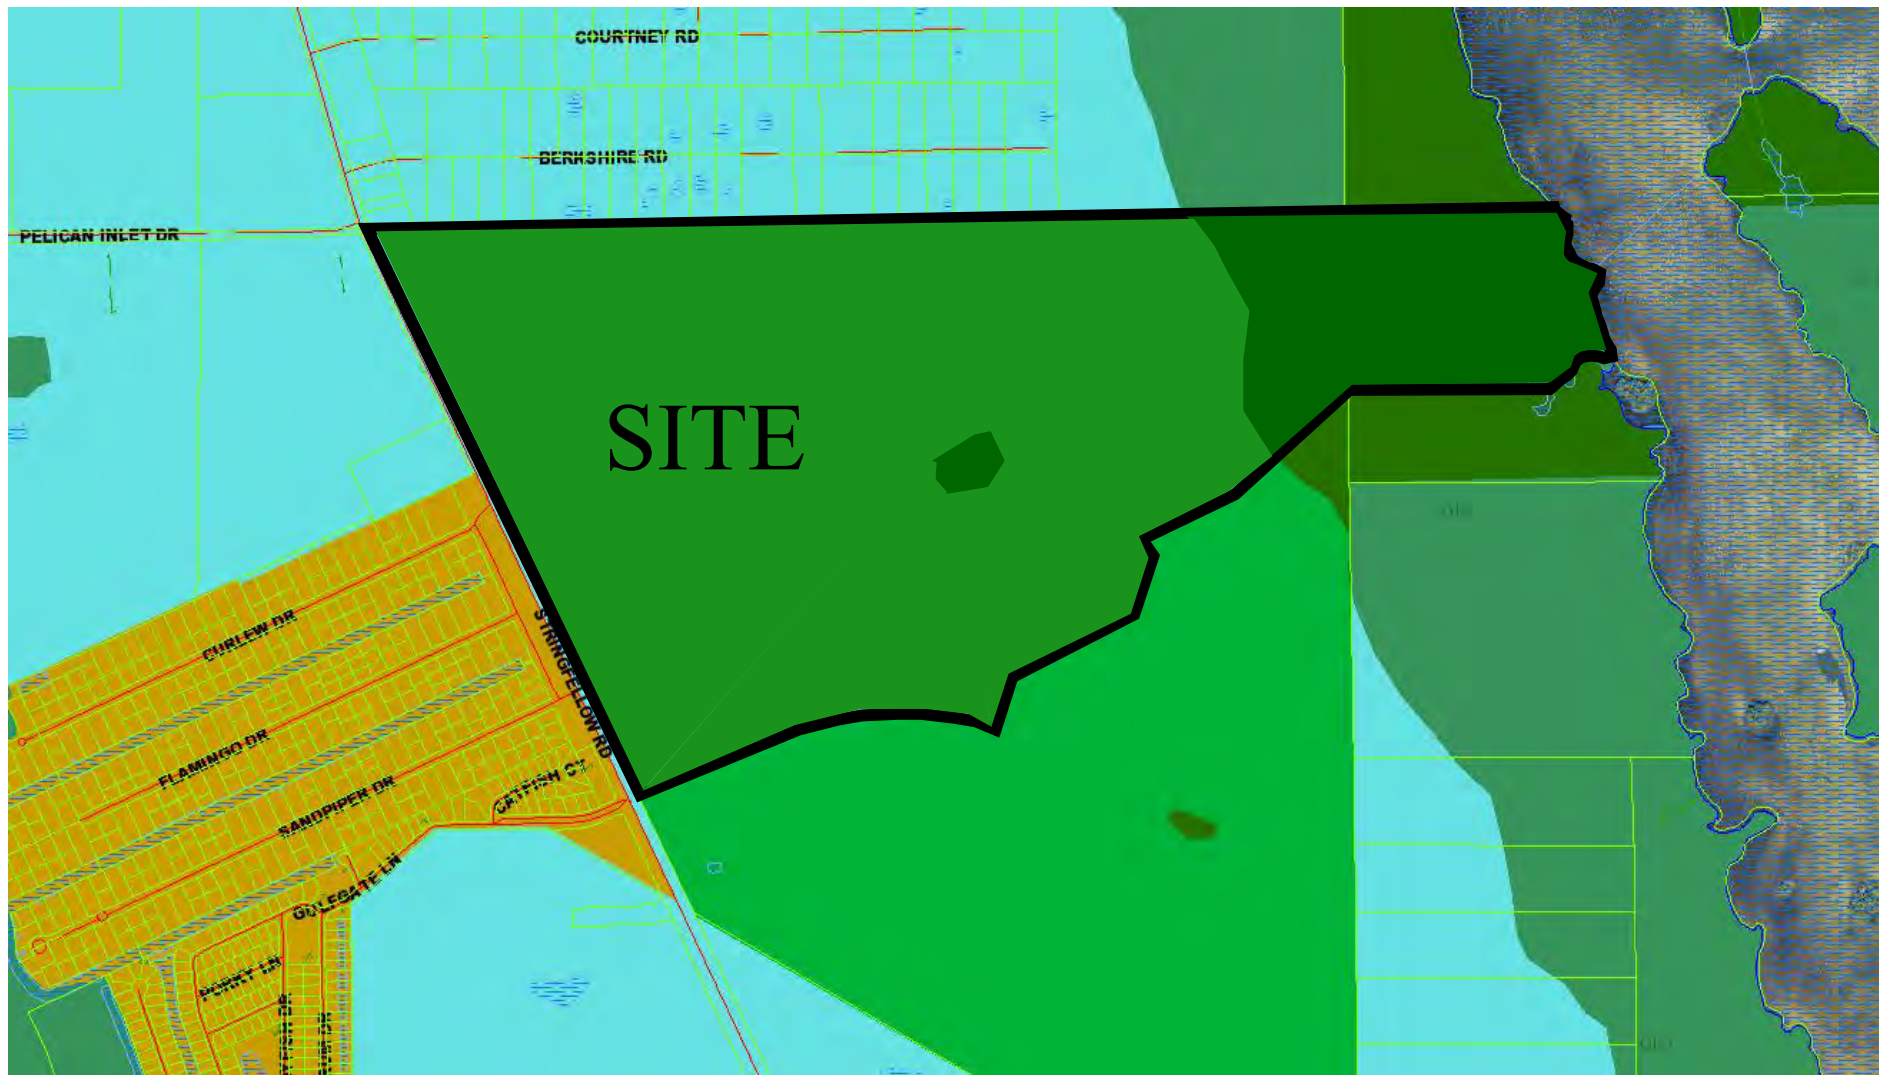 COURTNEY RD
BERKSHIRE RD
PELICAN INLET DR
SITE
CURLEW DR
STRINGFELLOW RD
FLAMINGO DR
CATFISH CT
SANDPIPER DR
GULFGATE LN
PORKY LN